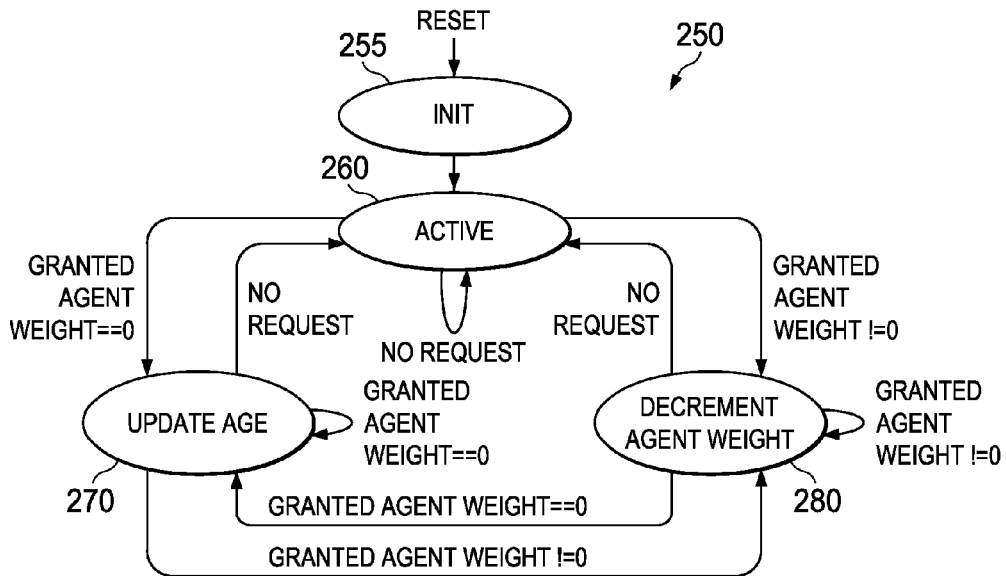 RESET
255
250
INIT
260
ACTIVE
GRANTED
AGENT
WEIGHT==0
NO
REQUEST
NO REQUEST
NO
REQUEST
GRANTED
AGENT
WEIGHT !=0
UPDATE AGE
GRANTED
AGENT
WEIGHT==0
DECREMENT
AGENT WEIGHT
GRANTED
AGENT
WEIGHT !=0
270
280
GRANTED AGENT WEIGHT==0
GRANTED AGENT WEIGHT !=0